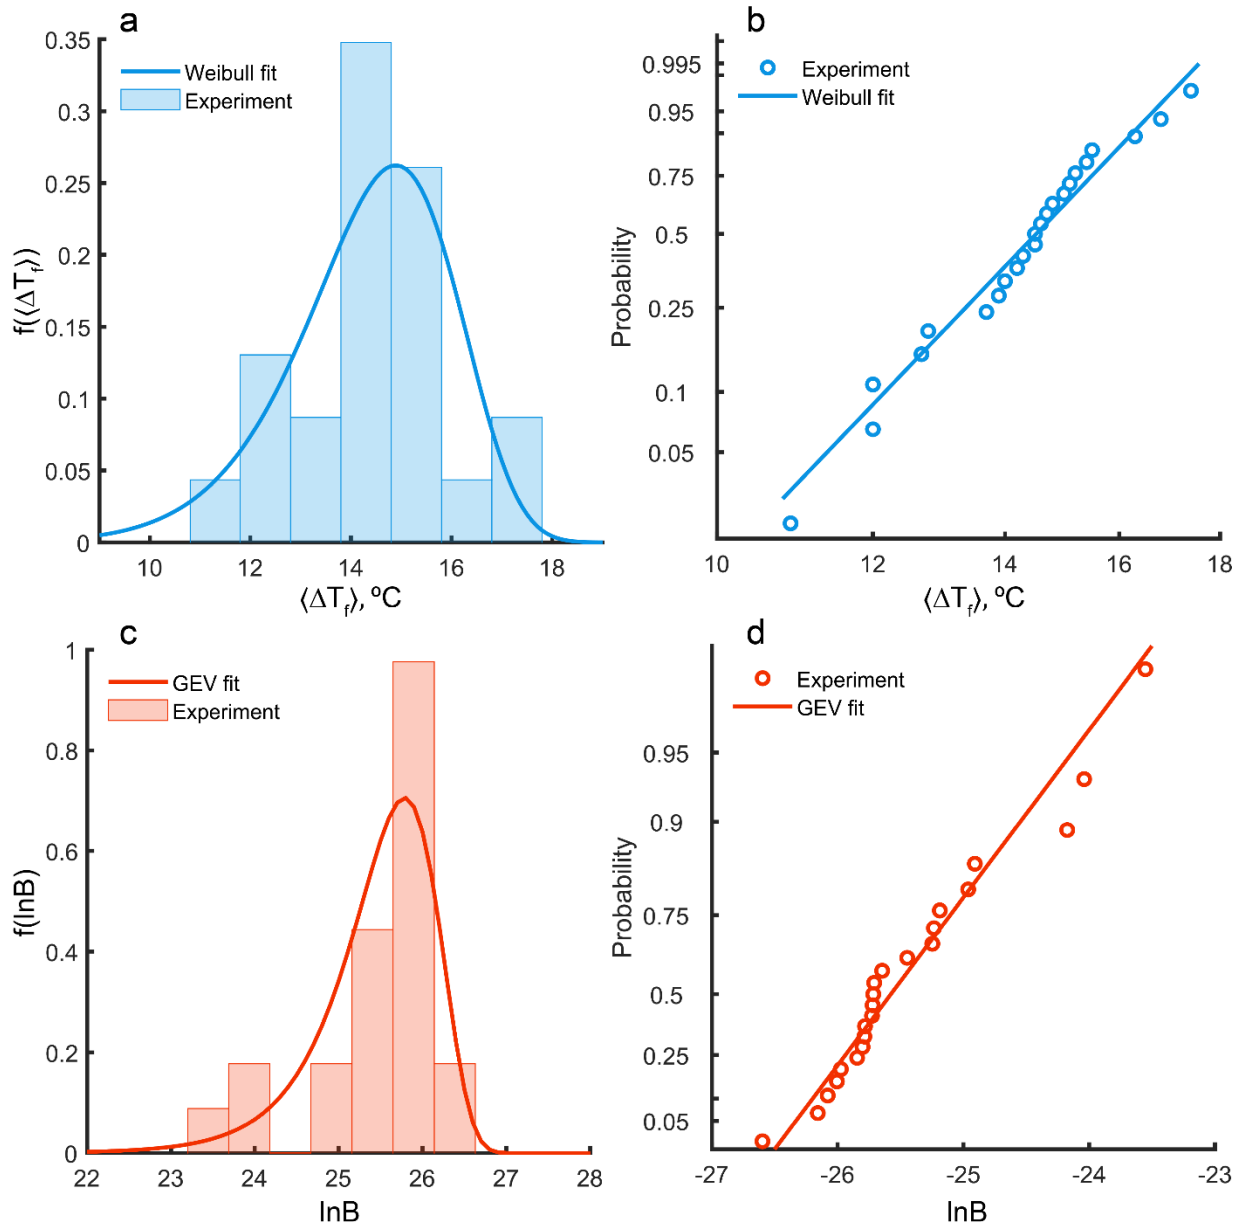 a
0.35
0.3
0.25
0.2
0.15
0.1
0.05
0
f(⟨ΔT_f⟩)
Weibull fit
Experiment
10
12
14
16
18
⟨ΔT_f⟩, ºC
b
0.995
0.95
0.75
0.5
0.25
0.1
0.05
Probability
Experiment
Weibull fit
10
12
14
16
18
⟨ΔT_f⟩, ºC
c
1
0.8
0.6
0.4
0.2
0
f(lnB)
GEV fit
Experiment
22
23
24
25
26
27
28
lnB
d
0.95
0.9
0.75
0.5
0.25
0.05
Probability
Experiment
GEV fit
-27
-26
-25
-24
-23
lnB